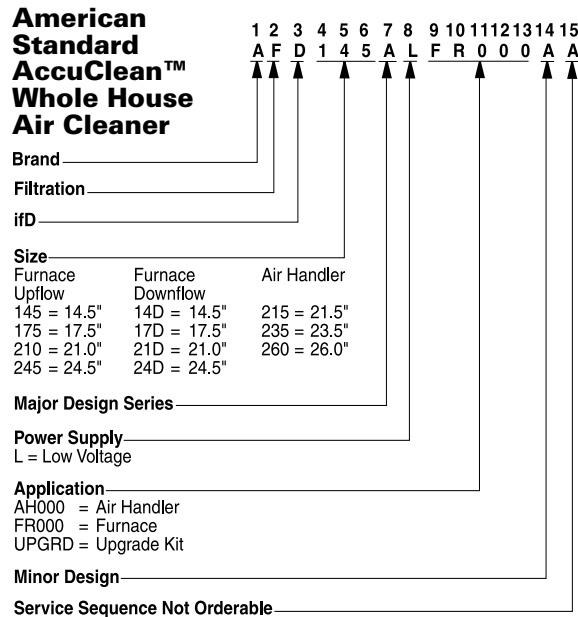 American
Standard
AccuClean™
Whole House
Air Cleaner
1 2 3 4 5 6 7 8 9 10 11 12 13 14 15
A F D 1 4 5 A L F R 0 0 0 A A
Brand
Filtration
ifD
Size
Furnace Upflow
145 = 14.5"
175 = 17.5"
210 = 21.0"
245 = 24.5"
Furnace Downflow
14D = 14.5"
17D = 17.5"
21D = 21.0"
24D = 24.5"
Air Handler
215 = 21.5"
235 = 23.5"
260 = 26.0"
Major Design Series
Power Supply
L = Low Voltage
Application
AH000 = Air Handler
FR000 = Furnace
UPGRD = Upgrade Kit
Minor Design
Service Sequence Not Orderable